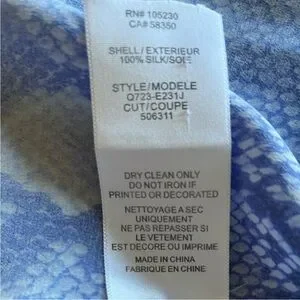 RN# 105230
CA# 58350
SHELL/EXTERIEUR
100% SILK/SOIE
STYLE/MODELE
Q723-E231J
CUT/COUPE
506311
DRY CLEAN ONLY
DO NOT IRON IF
PRINTED OR DECORATED
NETTOYAGE A SEC
UNIQUEMENT
NE PAS REPASSER SI
LE VETEMENT
EST DECORE OU IMPRIME
MADE IN CHINA
FABRIQUE EN CHINE